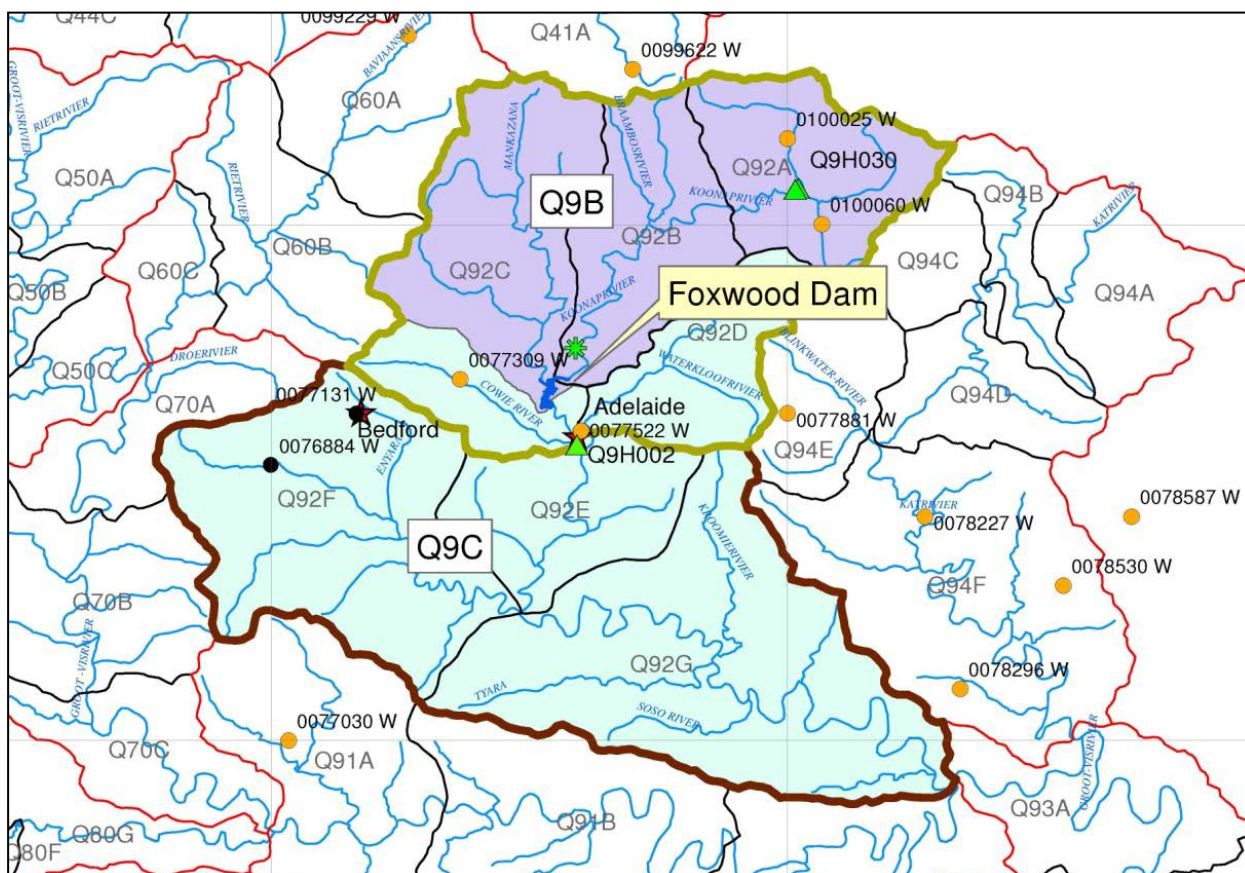 Q44C
0099229 W
BAVIAANSRIVIER
Q41A
0099622 W
GROOT-VISRIVIER
RIETRIVIER
Q60A
MANKAZANA
BRAAMBOSRIVIER
0100025 W
Q92A
Q9H030
Q50A
RIETRIVIER
Q9B
KOONAPRIVIER
0100060 W
Q94B
KATRIVIER
Q60B
Q92B
Q60C
Q92C
Q94C
Q50B
KOONAPRIVIER
Foxwood Dam
Q94A
Q92D
BLINKWATER-RIVIER
DROERIVIER
Q50C
0077309 W
WATERKLOOFRIVIER
Q70A
0077131 W
COWIE RIVER
Q94D
Bedford
Adelaide
0077522 W
0077881 W
0076884 W
ENYARA
Q9H002
Q94E
Q92F
Q92E
KROOMIERIVIER
KATRIVIER
0078587 W
0078227 W
Q9C
0078530 W
Q70B
Q94F
GROOT-VISRIVIER
Q92G
TYARA
0078296 W
SOSO RIVER
0077030 W
Q70C
Q91A
GROOT-VISRIVIER
Q93A
Q91B
Q80G
Q80F